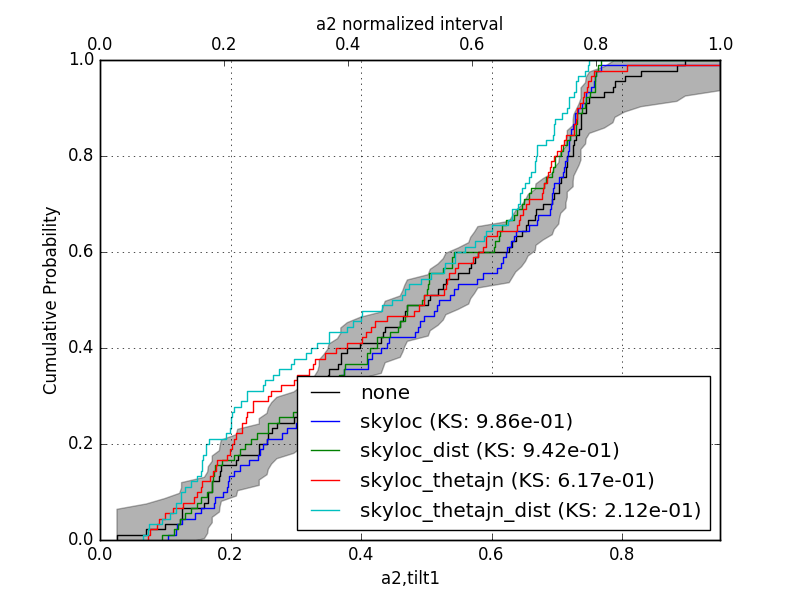 a2 normalized interval
0.0 0.2 0.4 0.6 0.8 1.0
1.0
0.8
0.6
0.4
0.2
0.0
Cumulative Probability
none
skyloc (KS: 9.86e-01)
skyloc_dist (KS: 9.42e-01)
skyloc_thetajn (KS: 6.17e-01)
skyloc_thetajn_dist (KS: 2.12e-01)
0.0 0.2 0.4 0.6 0.8
a2,tilt1